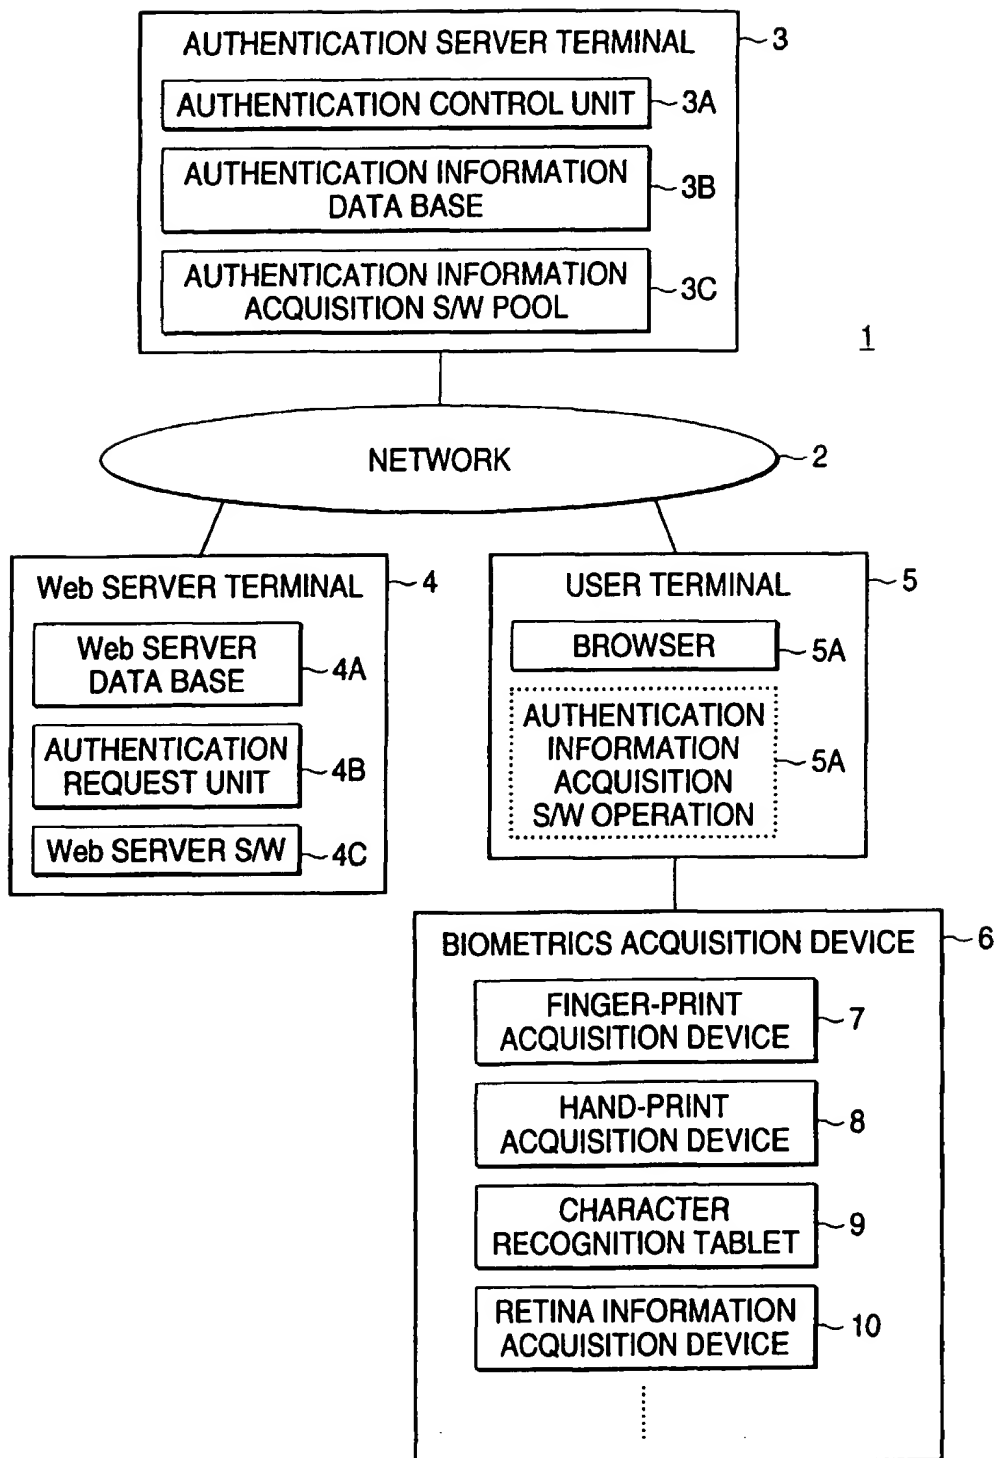 AUTHENTICATION SERVER TERMINAL 3
AUTHENTICATION CONTROL UNIT 3A
AUTHENTICATION INFORMATION
DATA BASE
3B
AUTHENTICATION INFORMATION
ACQUISITION S/W POOL
3C
1
NETWORK 2
Web SERVER TERMINAL 4
Web SERVER
DATA BASE
4A
AUTHENTICATION
REQUEST UNIT
4B
Web SERVER S/W 4C
USER TERMINAL 5
BROWSER 5A
AUTHENTICATION
INFORMATION
ACQUISITION
S/W OPERATION
5A
BIOMETRICS ACQUISITION DEVICE 6
FINGER-PRINT
ACQUISITION DEVICE
7
HAND-PRINT
ACQUISITION DEVICE
8
CHARACTER
RECOGNITION TABLET
9
RETINA INFORMATION
ACQUISITION DEVICE
10